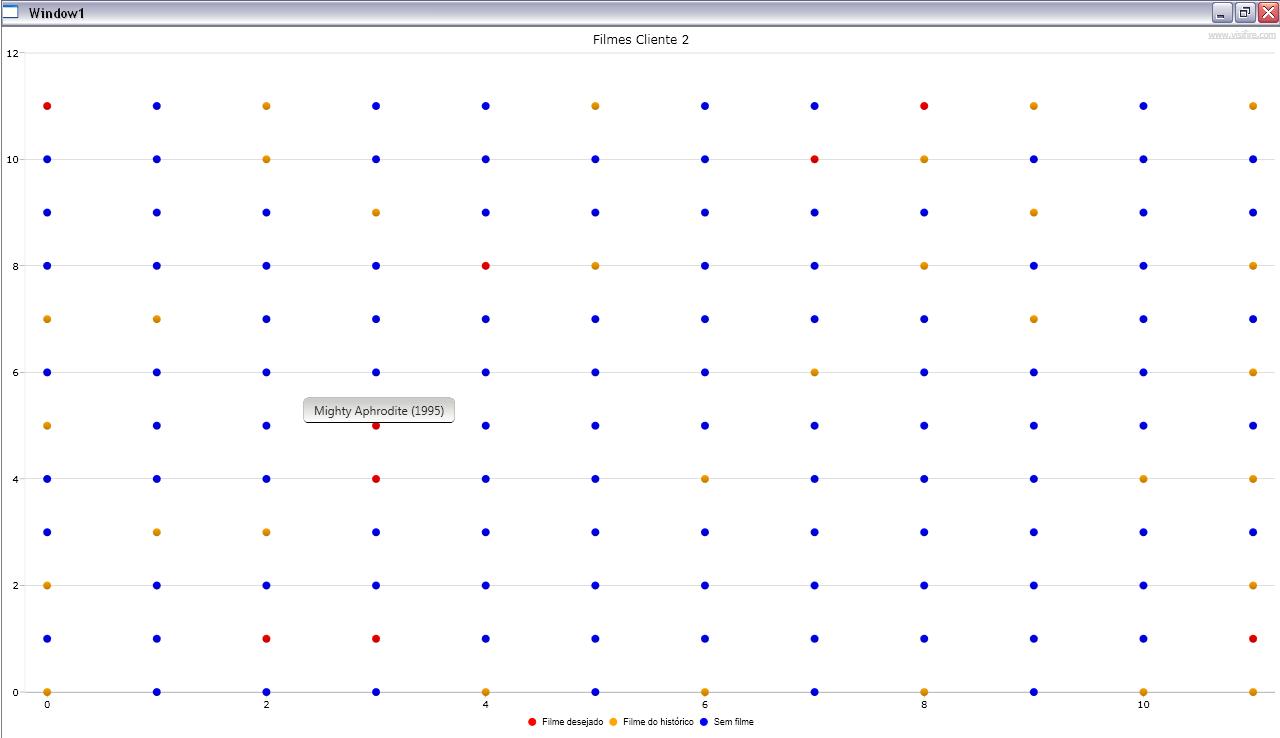 Window1
Filmes Cliente 2
www.visifire.com
12
10
8
6
Mighty Aphrodite (1995)
4
2
0
0 2 4 6 8 10
Filme desejado Filme do histórico Sem filme